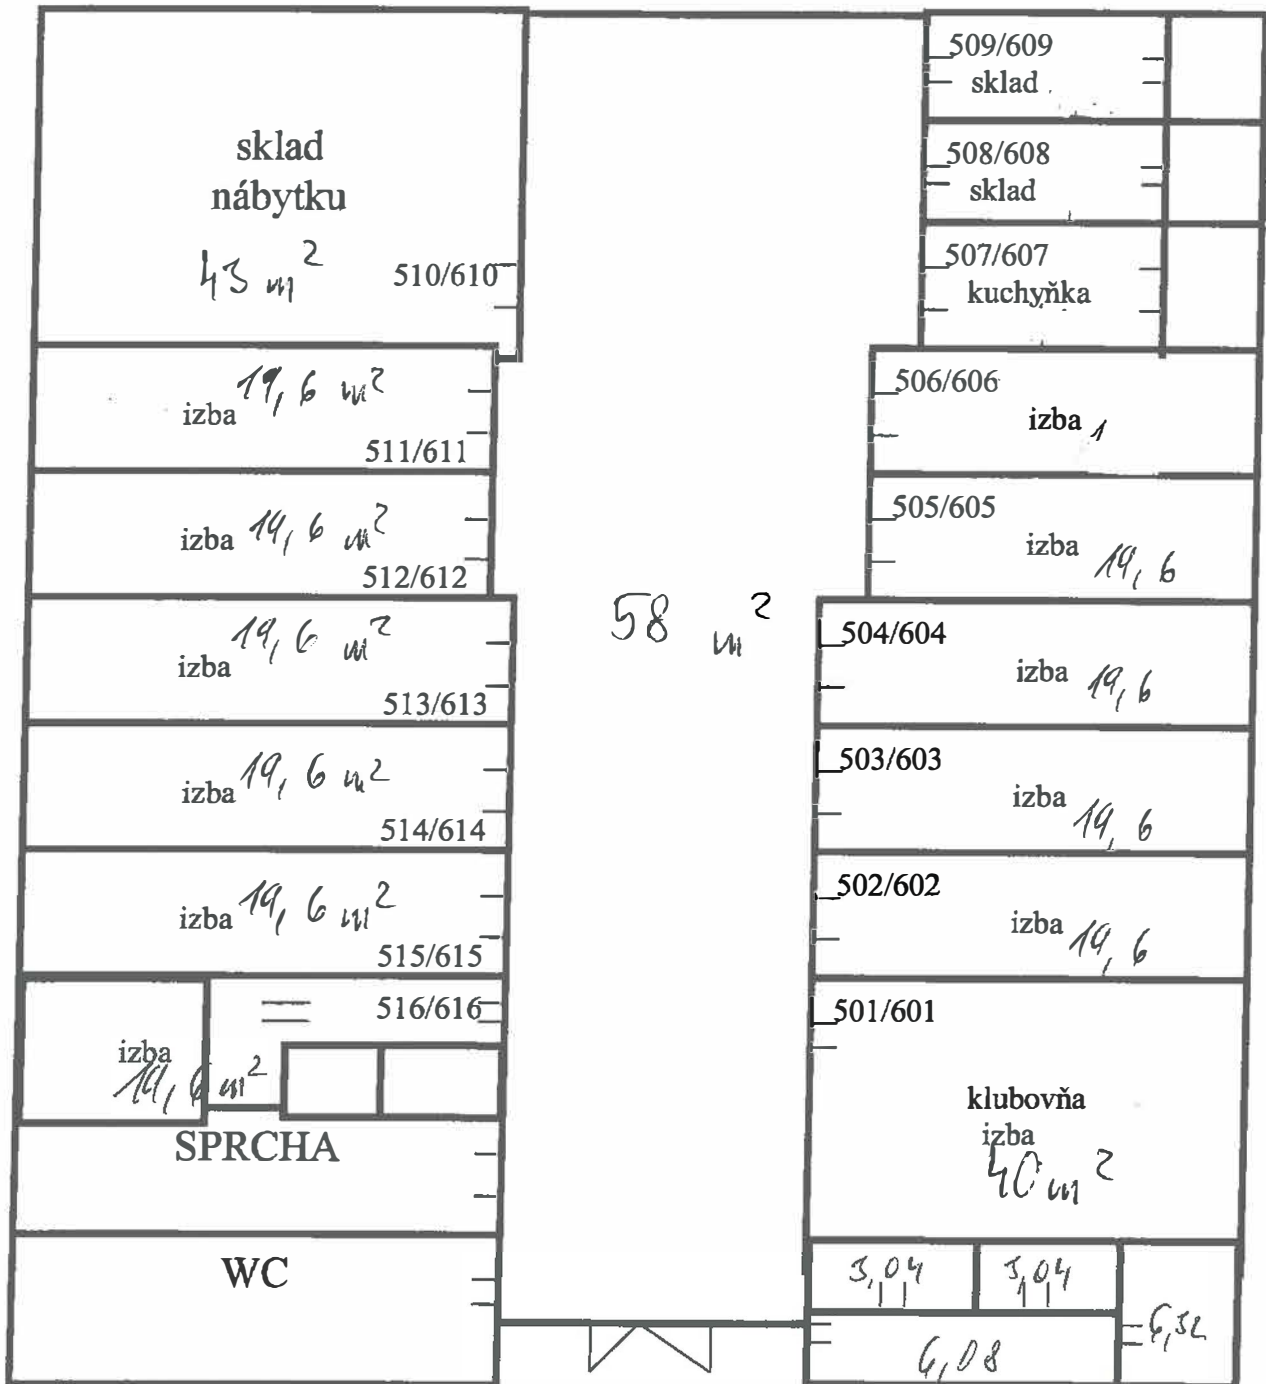 sklad
nábytku
43 m²
510/610
19,6 m²
izba
511/611
izba 19,6 m²
512/612
19,6 m²
izba
513/613
izba 19,6 m²
514/614
izba 19,6 m²
515/615
516/616
izba
19,6 m²
SPRCHA
WC
58 m²
509/609
sklad
508/608
sklad
507/607
kuchyňka
506/606
izba 1
505/605
izba 19,6
504/604
izba 19,6
503/603
izba 19,6
502/602
izba 19,6
501/601
klubovňa
izba
40 m²
3,04 3,04
6,08